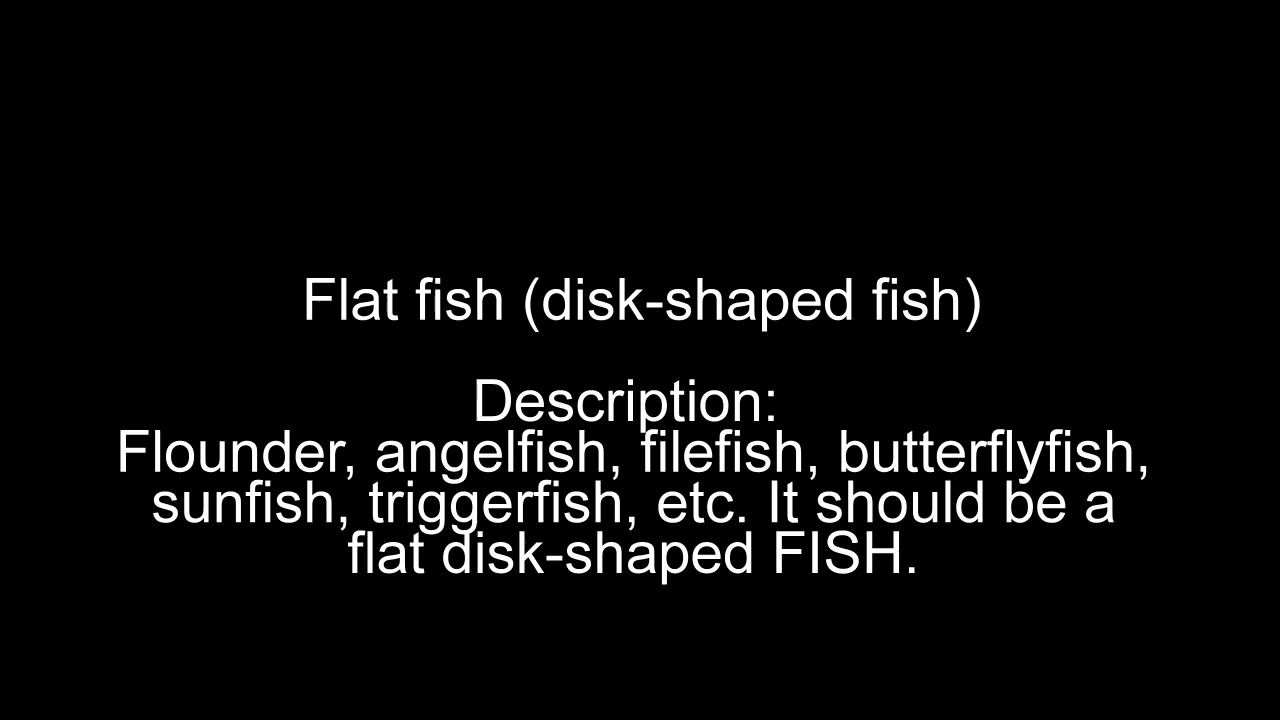 Flat fish (disk-shaped fish)
Description:
Flounder, angelfish, filefish, butterflyfish,
sunfish, triggerfish, etc. It should be a
flat disk-shaped FISH.